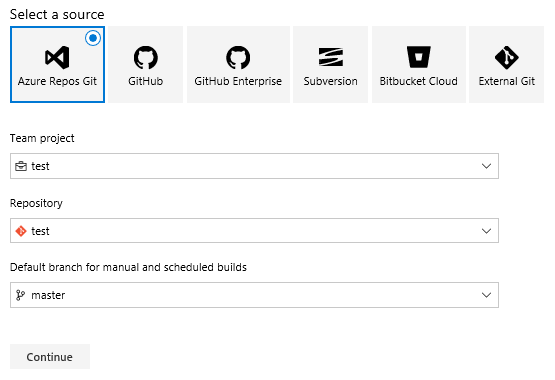 Select a source
Azure Repos Git GitHub GitHub Enterprise Subversion Bitbucket Cloud External Git
Team project
test
Repository
test
Default branch for manual and scheduled builds
master
Continue